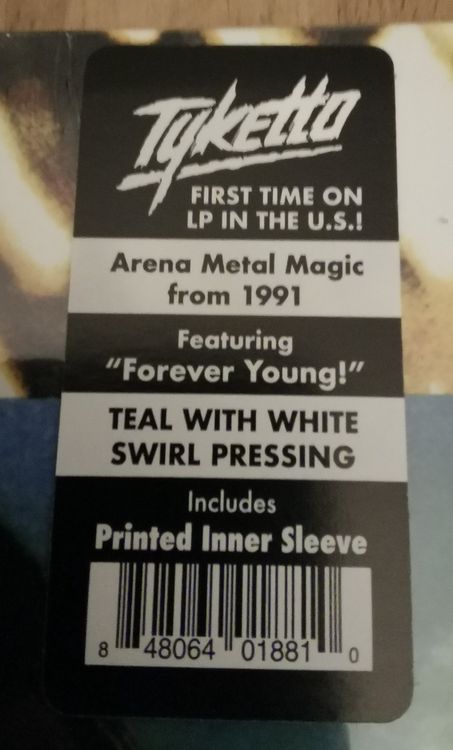 Tyketto
FIRST TIME ON
LP IN THE U.S.!
Arena Metal Magic
from 1991
Featuring
"Forever Young!"
TEAL WITH WHITE
SWIRL PRESSING
Includes
Printed Inner Sleeve
8 48064 01881 0